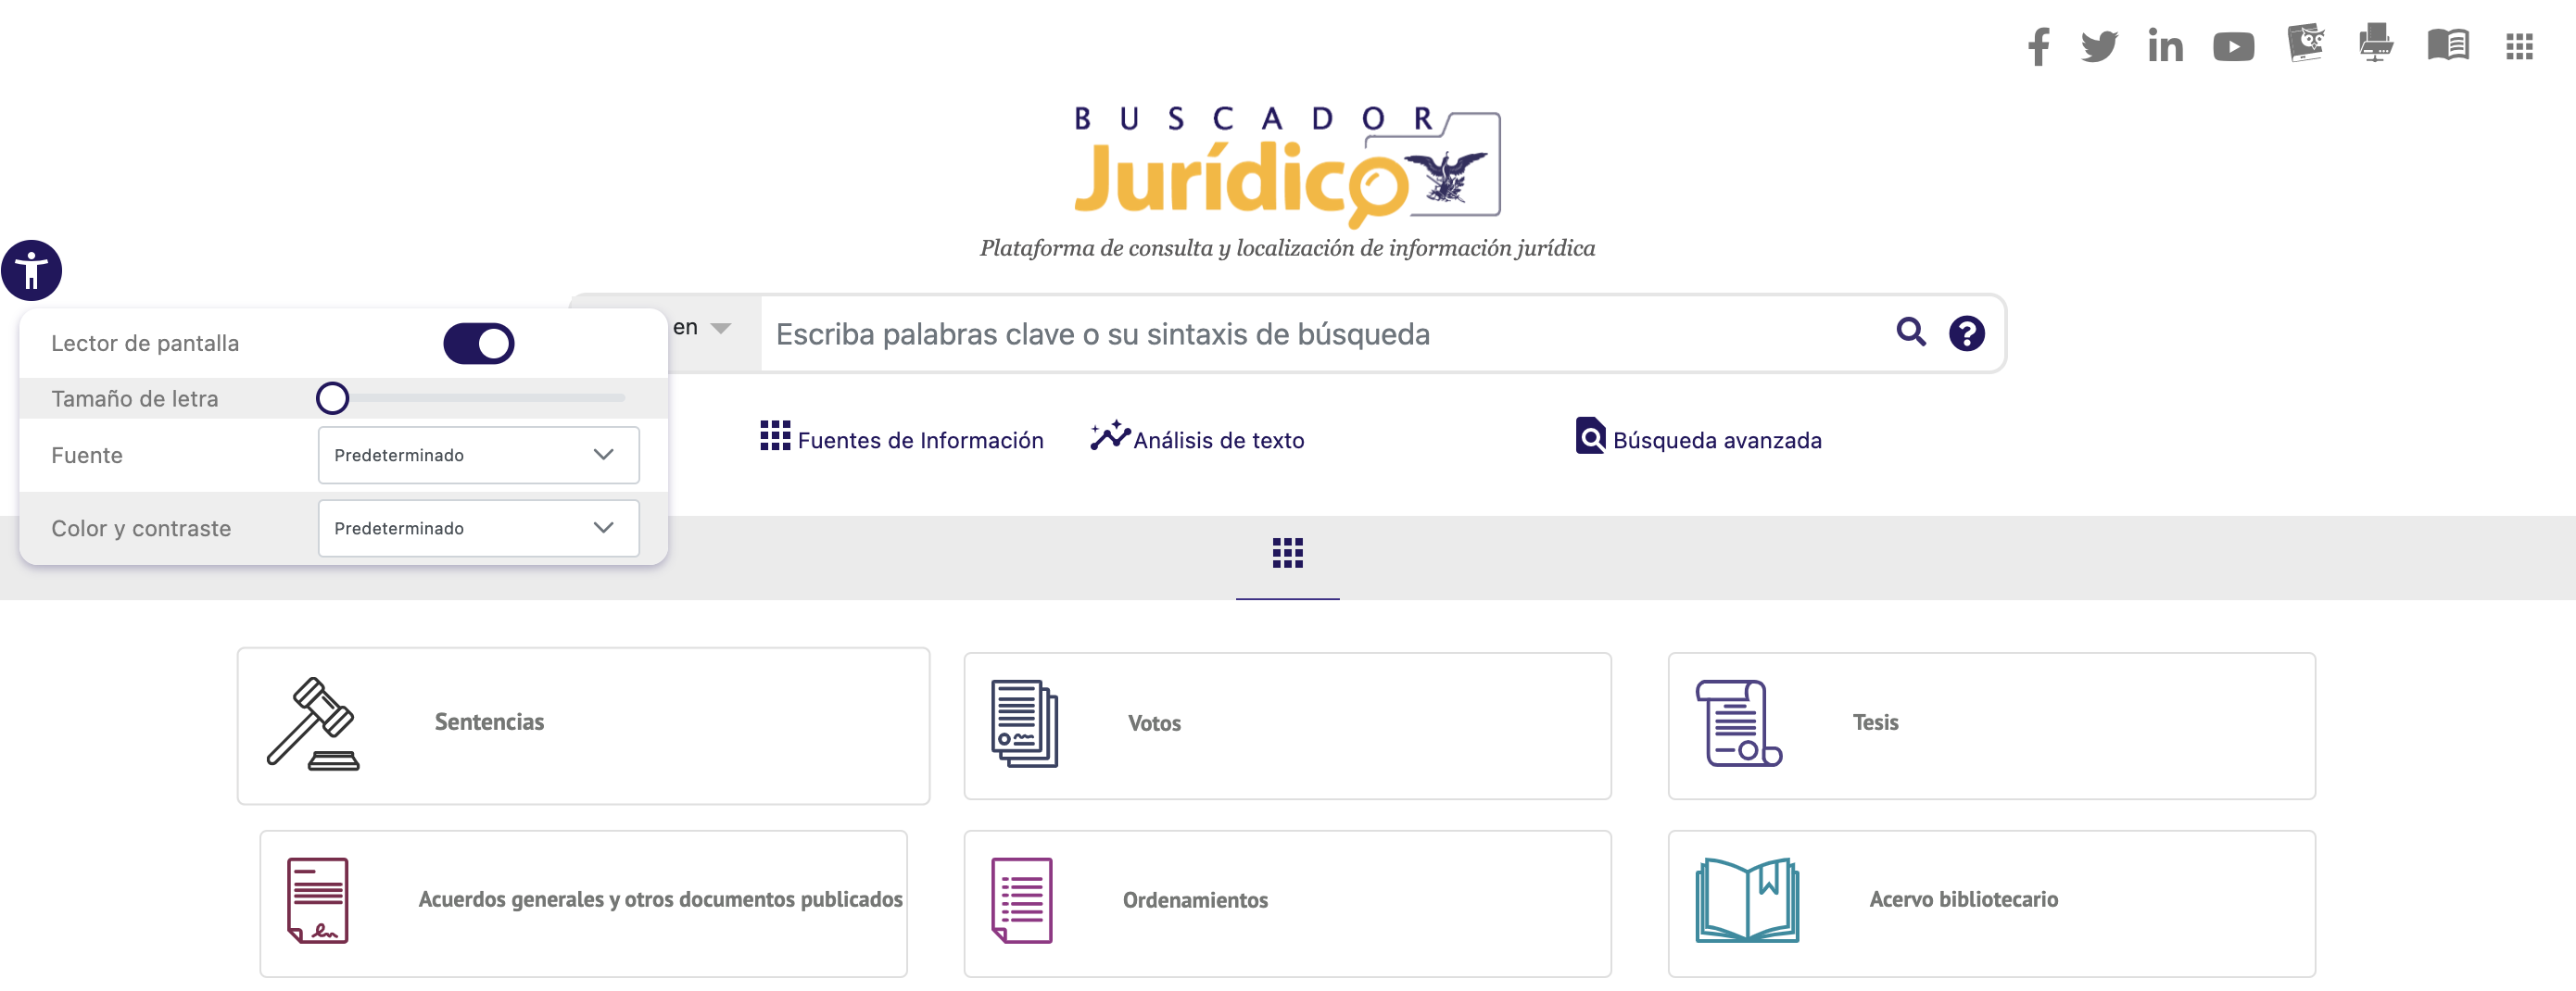 BUSCADOR
Jurídico
Plataforma de consulta y localización de información jurídica
Lector de pantalla
en
Escriba palabras clave o su sintaxis de búsqueda
Tamaño de letra
Fuente
Predeterminado
Fuentes de Información
Análisis de texto
Búsqueda avanzada
Color y contraste
Predeterminado
Sentencias
Votos
Tesis
Acuerdos generales y otros documentos publicados
Ordenamientos
Acervo bibliotecario